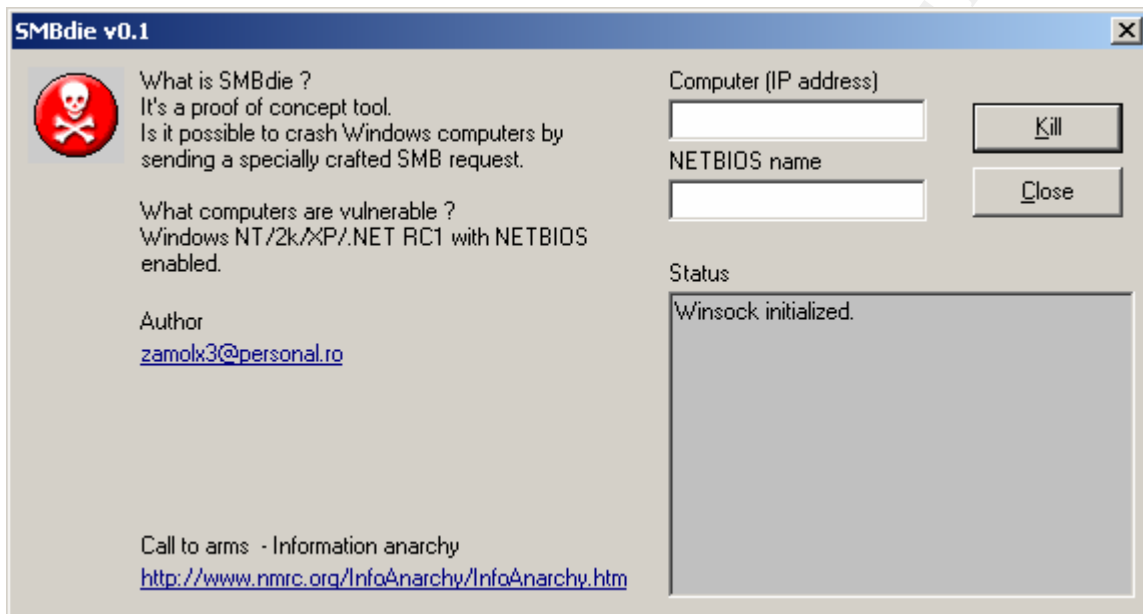 SMBdie v0.1
What is SMBdie ?
It's a proof of concept tool.
Is it possible to crash Windows computers by
sending a specially crafted SMB request.
What computers are vulnerable ?
Windows NT/2k/XP/.NET RC1 with NETBIOS
enabled.
Author
zamolx3@personal.ro
Call to arms - Information anarchy
http://www.nmrc.org/InfoAnarchy/InfoAnarchy.htm
Computer (IP address)
Kill
NETBIOS name
Close
Status
Winsock initialized.